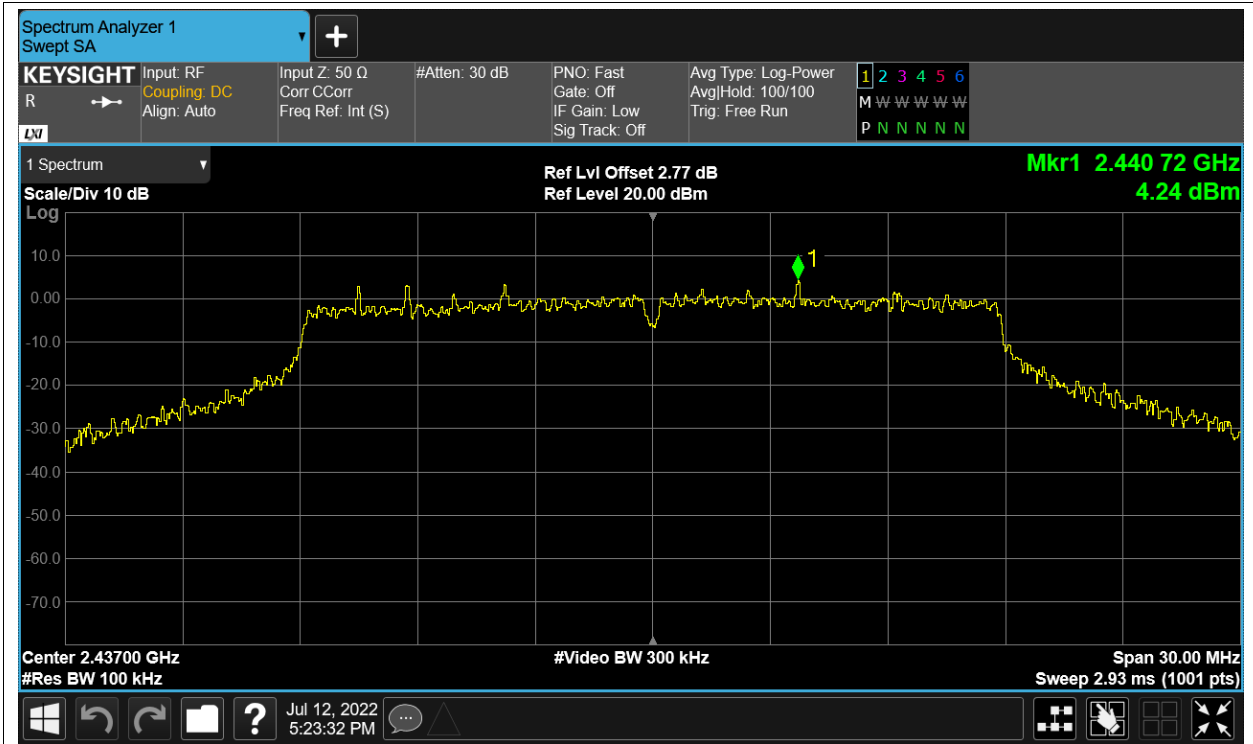 Spectrum Analyzer 1
Swept SA
+
KEYSIGHT
R
LXI
Input: RF
Coupling: DC
Align: Auto
Input Z: 50 Ω
Corr CCorr
Freq Ref: Int (S)
#Atten: 30 dB
PNO: Fast
Gate: Off
IF Gain: Low
Sig Track: Off
Avg Type: Log-Power
Avg|Hold: 100/100
Trig: Free Run
1 2 3 4 5 6
M W W W W W
P N N N N N
1 Spectrum
Scale/Div 10 dB
Log
Ref Lvl Offset 2.77 dB
Ref Level 20.00 dBm
Mkr1 2.440 72 GHz
4.24 dBm
10.0
0.00
-10.0
-20.0
-30.0
-40.0
-50.0
-60.0
-70.0
1
Center 2.43700 GHz
#Res BW 100 kHz
#Video BW 300 kHz
Span 30.00 MHz
Sweep 2.93 ms (1001 pts)
?
Jul 12, 2022
5:23:32 PM